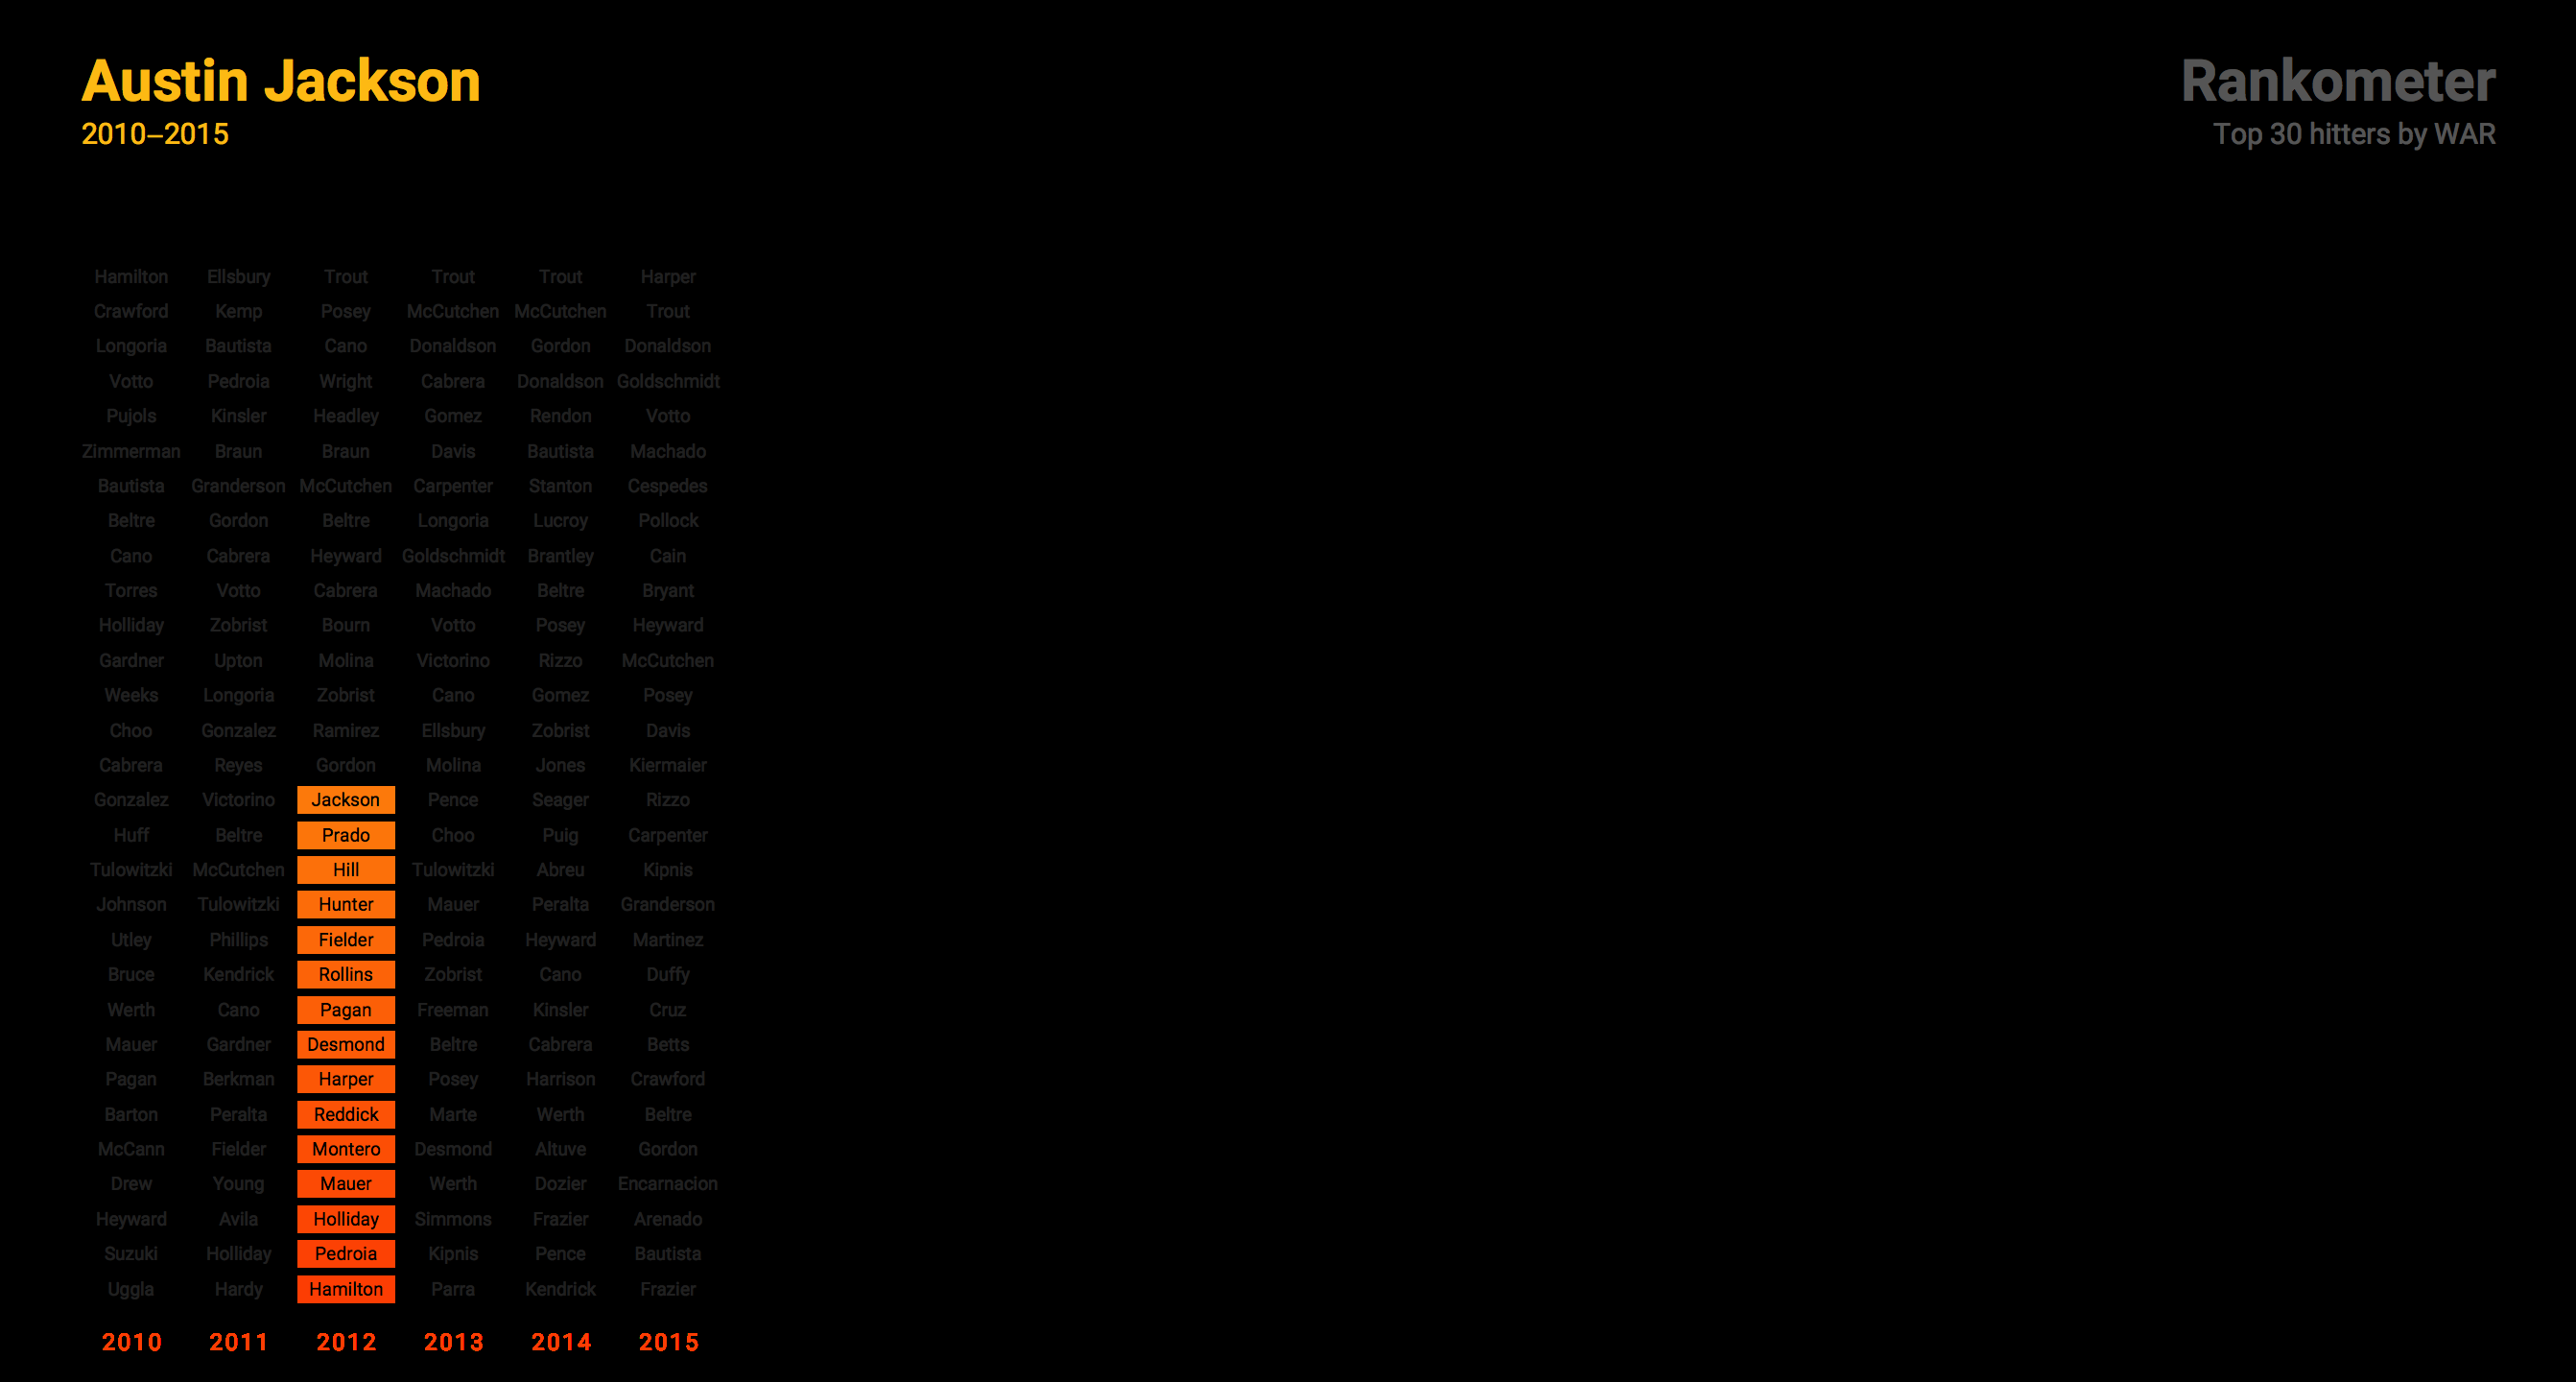 Austin Jackson
2010–2015
Rankometer
Top 30 hitters by WAR
Hamilton Ellsbury Trout Trout Trout Harper
Crawford Kemp Posey McCutchen McCutchen Trout
Longoria Bautista Cano Donaldson Gordon Donaldson
Votto Pedroia Wright Cabrera Donaldson Goldschmidt
Pujols Kinsler Headley Gomez Rendon Votto
Zimmerman Braun Braun Davis Bautista Machado
Bautista Granderson McCutchen Carpenter Stanton Cespedes
Beltre Gordon Beltre Longoria Lucroy Pollock
Cano Cabrera Heyward Goldschmidt Brantley Cain
Torres Votto Cabrera Machado Beltre Bryant
Holliday Zobrist Bourn Votto Posey Heyward
Gardner Upton Molina Victorino Rizzo McCutchen
Weeks Longoria Zobrist Cano Gomez Posey
Choo Gonzalez Ramirez Ellsbury Zobrist Davis
Cabrera Reyes Gordon Molina Jones Kiermaier
Gonzalez Victorino Jackson Pence Seager Rizzo
Huff Beltre Prado Choo Puig Carpenter
Tulowitzki McCutchen Hill Tulowitzki Abreu Kipnis
Johnson Tulowitzki Hunter Mauer Peralta Granderson
Utley Phillips Fielder Pedroia Heyward Martinez
Bruce Kendrick Rollins Zobrist Cano Duffy
Werth Cano Pagan Freeman Kinsler Cruz
Mauer Gardner Desmond Beltre Cabrera Betts
Pagan Berkman Harper Posey Harrison Crawford
Barton Peralta Reddick Marte Werth Beltre
McCann Fielder Montero Desmond Altuve Gordon
Drew Young Mauer Werth Dozier Encarnacion
Heyward Avila Holliday Simmons Frazier Arenado
Suzuki Holliday Pedroia Kipnis Pence Bautista
Uggla Hardy Hamilton Parra Kendrick Frazier
2010 2011 2012 2013 2014 2015